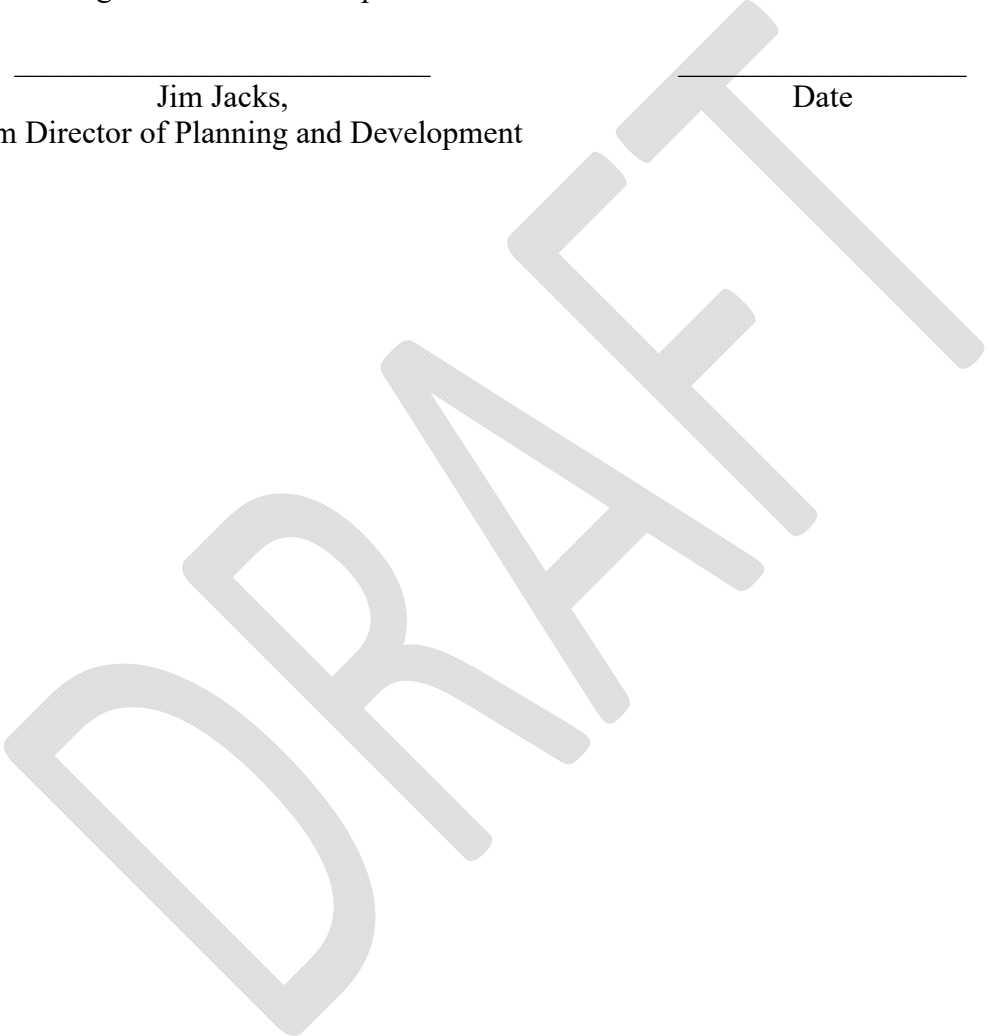 Jim Jacks,
Date
Director of Planning and Development
DRAFT